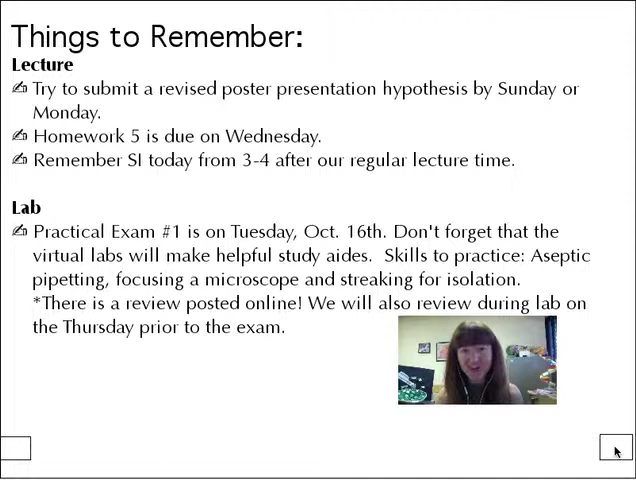 Things to Remember:
Lecture
✍ Try to submit a revised poster presentation hypothesis by Sunday or
Monday.
✍ Homework 5 is due on Wednesday.
✍ Remember SI today from 3-4 after our regular lecture time.
Lab
✍ Practical Exam #1 is on Tuesday, Oct. 16th. Don't forget that the
virtual labs will make helpful study aides.  Skills to practice: Aseptic
pipetting, focusing a microscope and streaking for isolation.
*There is a review posted online! We will also review during lab on
the Thursday prior to the exam.